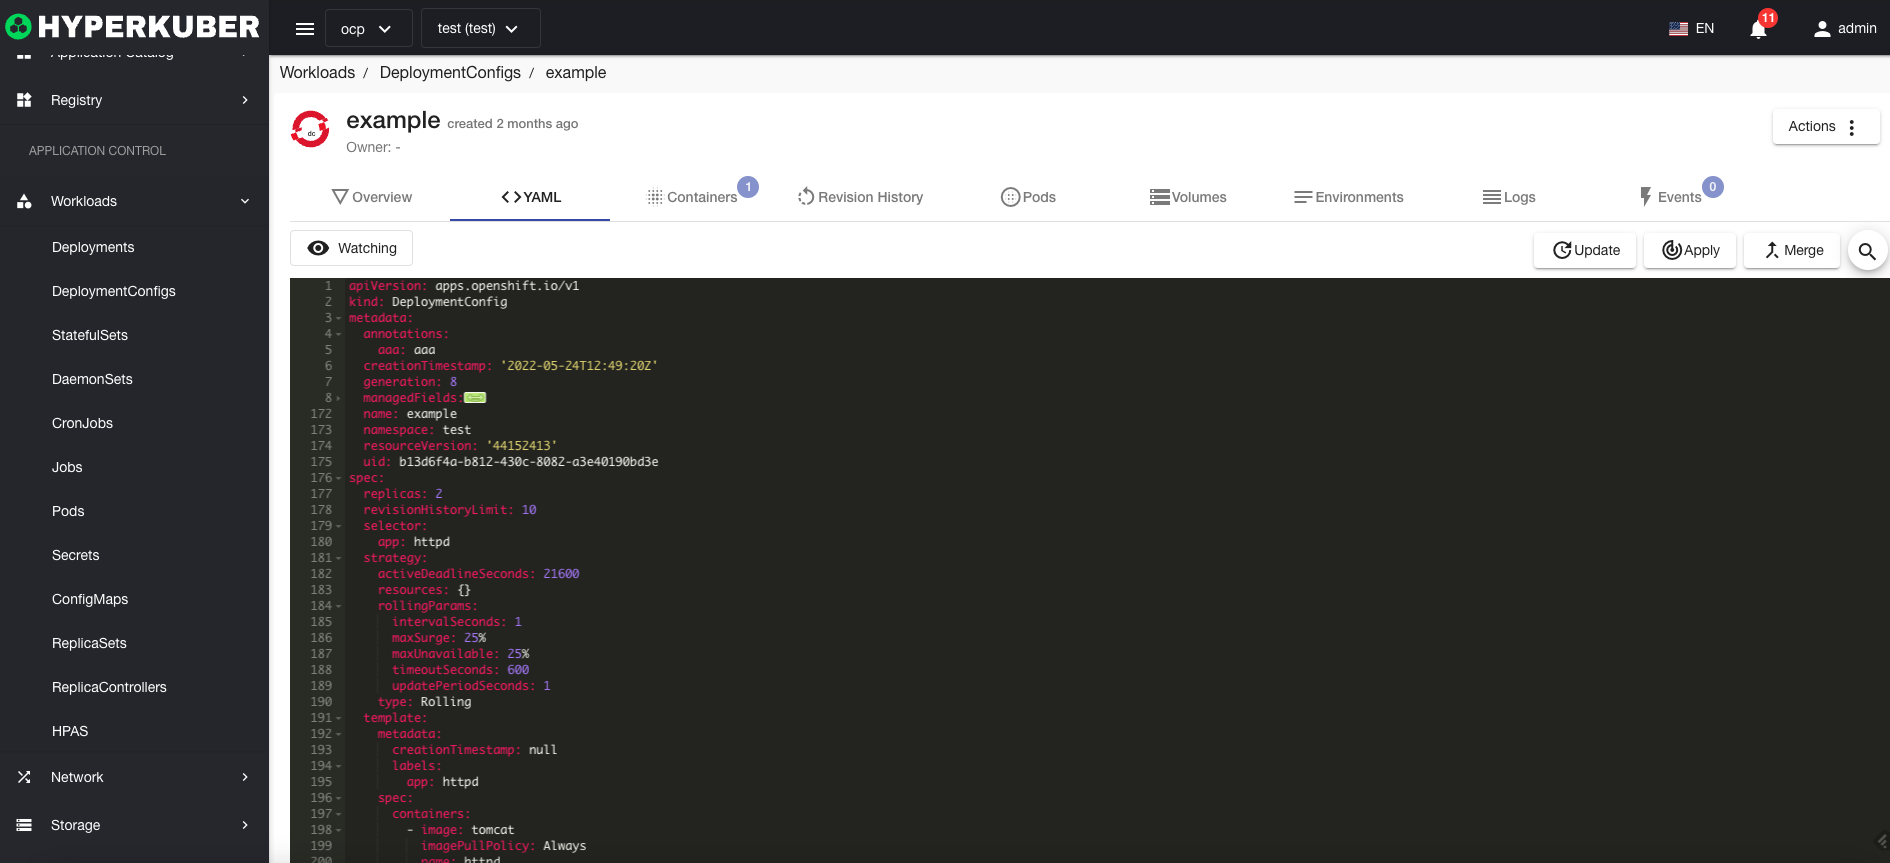 HYPERKUBER
ocp
test (test)
EN
11
admin
Application Catalog
Registry
APPLICATION CONTROL
Workloads
Deployments
DeploymentConfigs
StatefulSets
DaemonSets
CronJobs
Jobs
Pods
Secrets
ConfigMaps
ReplicaSets
ReplicaControllers
HPAS
Network
Storage
Workloads / DeploymentConfigs / example
dc
example created 2 months ago
Owner: -
Actions
Overview
YAML
Containers 1
Revision History
Pods
Volumes
Environments
Logs
Events 0
Watching
Update
Apply
Merge
1 apiVersion: apps.openshift.io/v1
2 kind: DeploymentConfig
3 metadata:
4 annotations:
5 aaa: aaa
6 creationTimestamp: '2022-05-24T12:49:20Z'
7 generation: 8
8 managedFields:
172 name: example
173 namespace: test
174 resourceVersion: '44152413'
175 uid: b13d6f4a-b812-430c-8082-a3e40190bd3e
176 spec:
177 replicas: 2
178 revisionHistoryLimit: 10
179 selector:
180 app: httpd
181 strategy:
182 activeDeadlineSeconds: 21600
183 resources: {}
184 rollingParams:
185 intervalSeconds: 1
186 maxSurge: 25%
187 maxUnavailable: 25%
188 timeoutSeconds: 600
189 updatePeriodSeconds: 1
190 type: Rolling
191 template:
192 metadata:
193 creationTimestamp: null
194 labels:
195 app: httpd
196 spec:
197 containers:
198 - image: tomcat
199 imagePullPolicy: Always
200 name: httpd